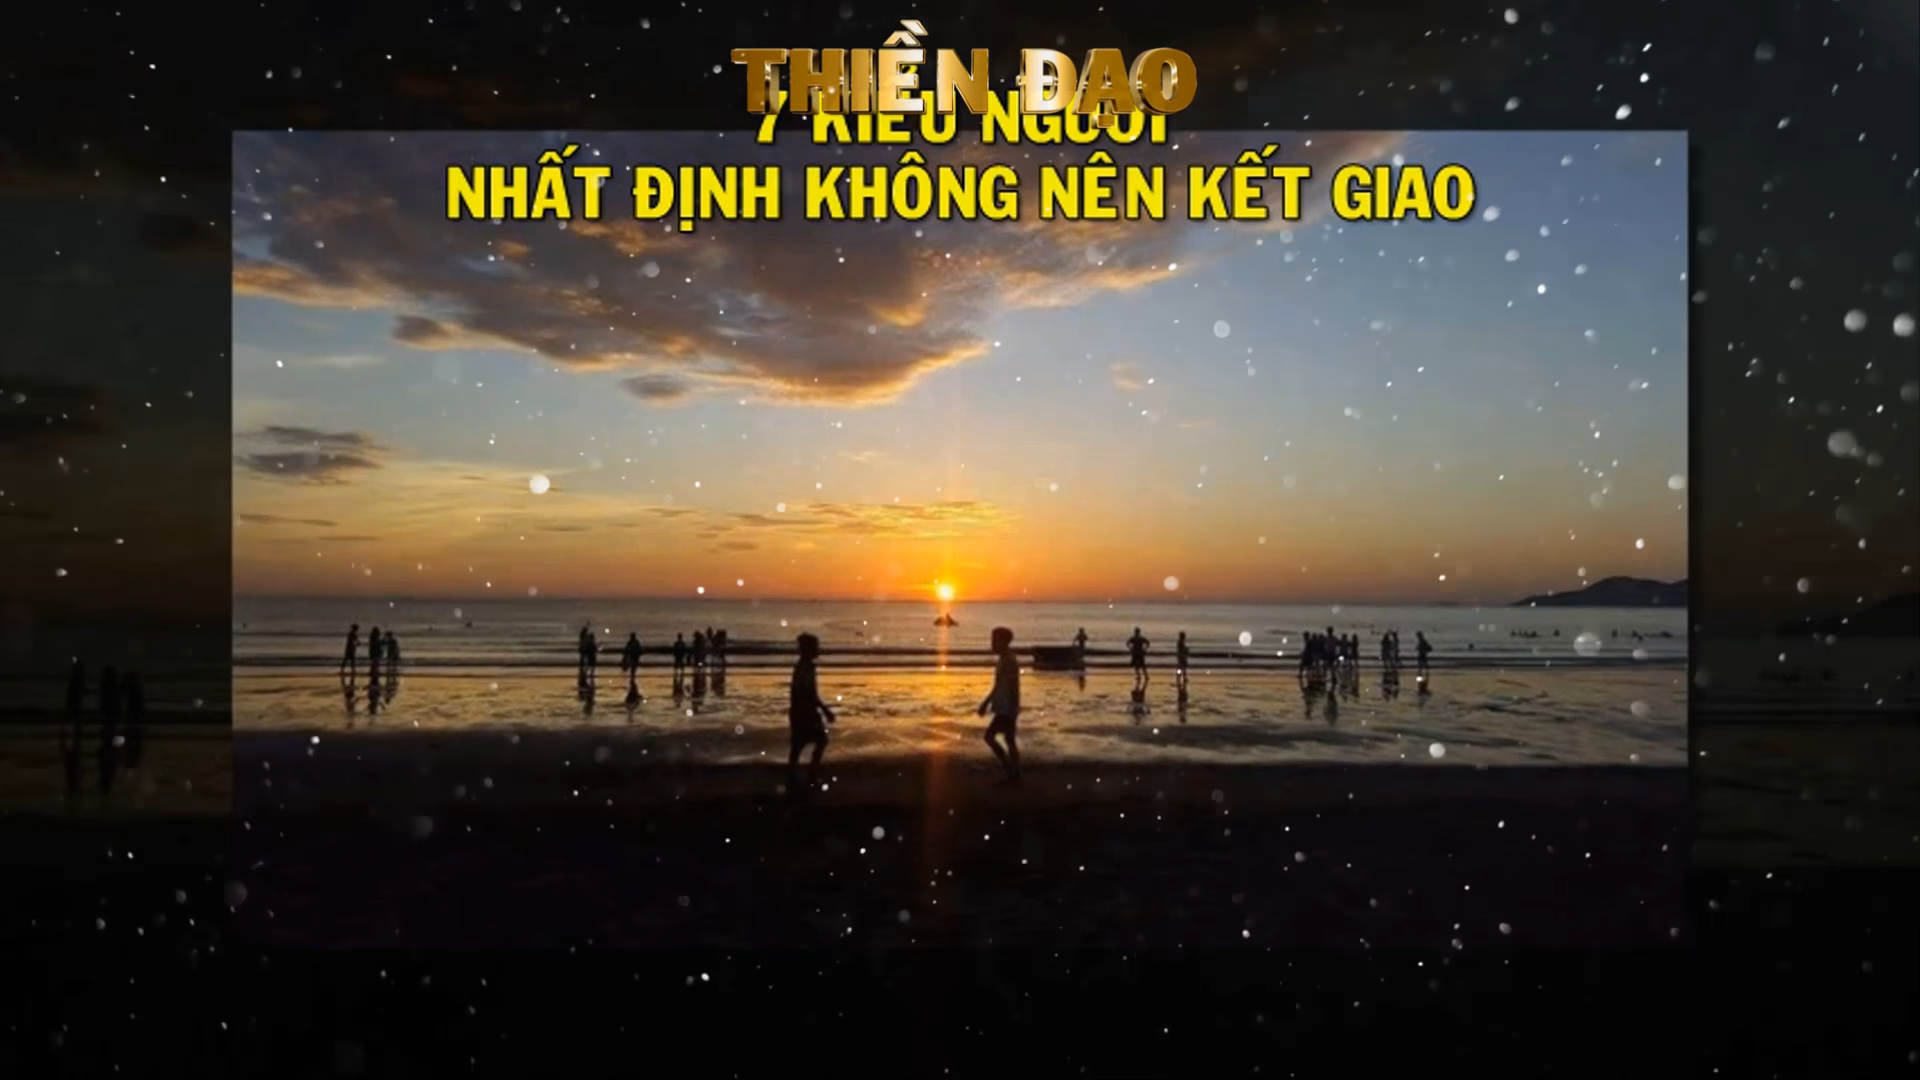 THIỀN ĐẠO
7 KIỂU NGƯỜI
NHẤT ĐỊNH KHÔNG NÊN KẾT GIAO